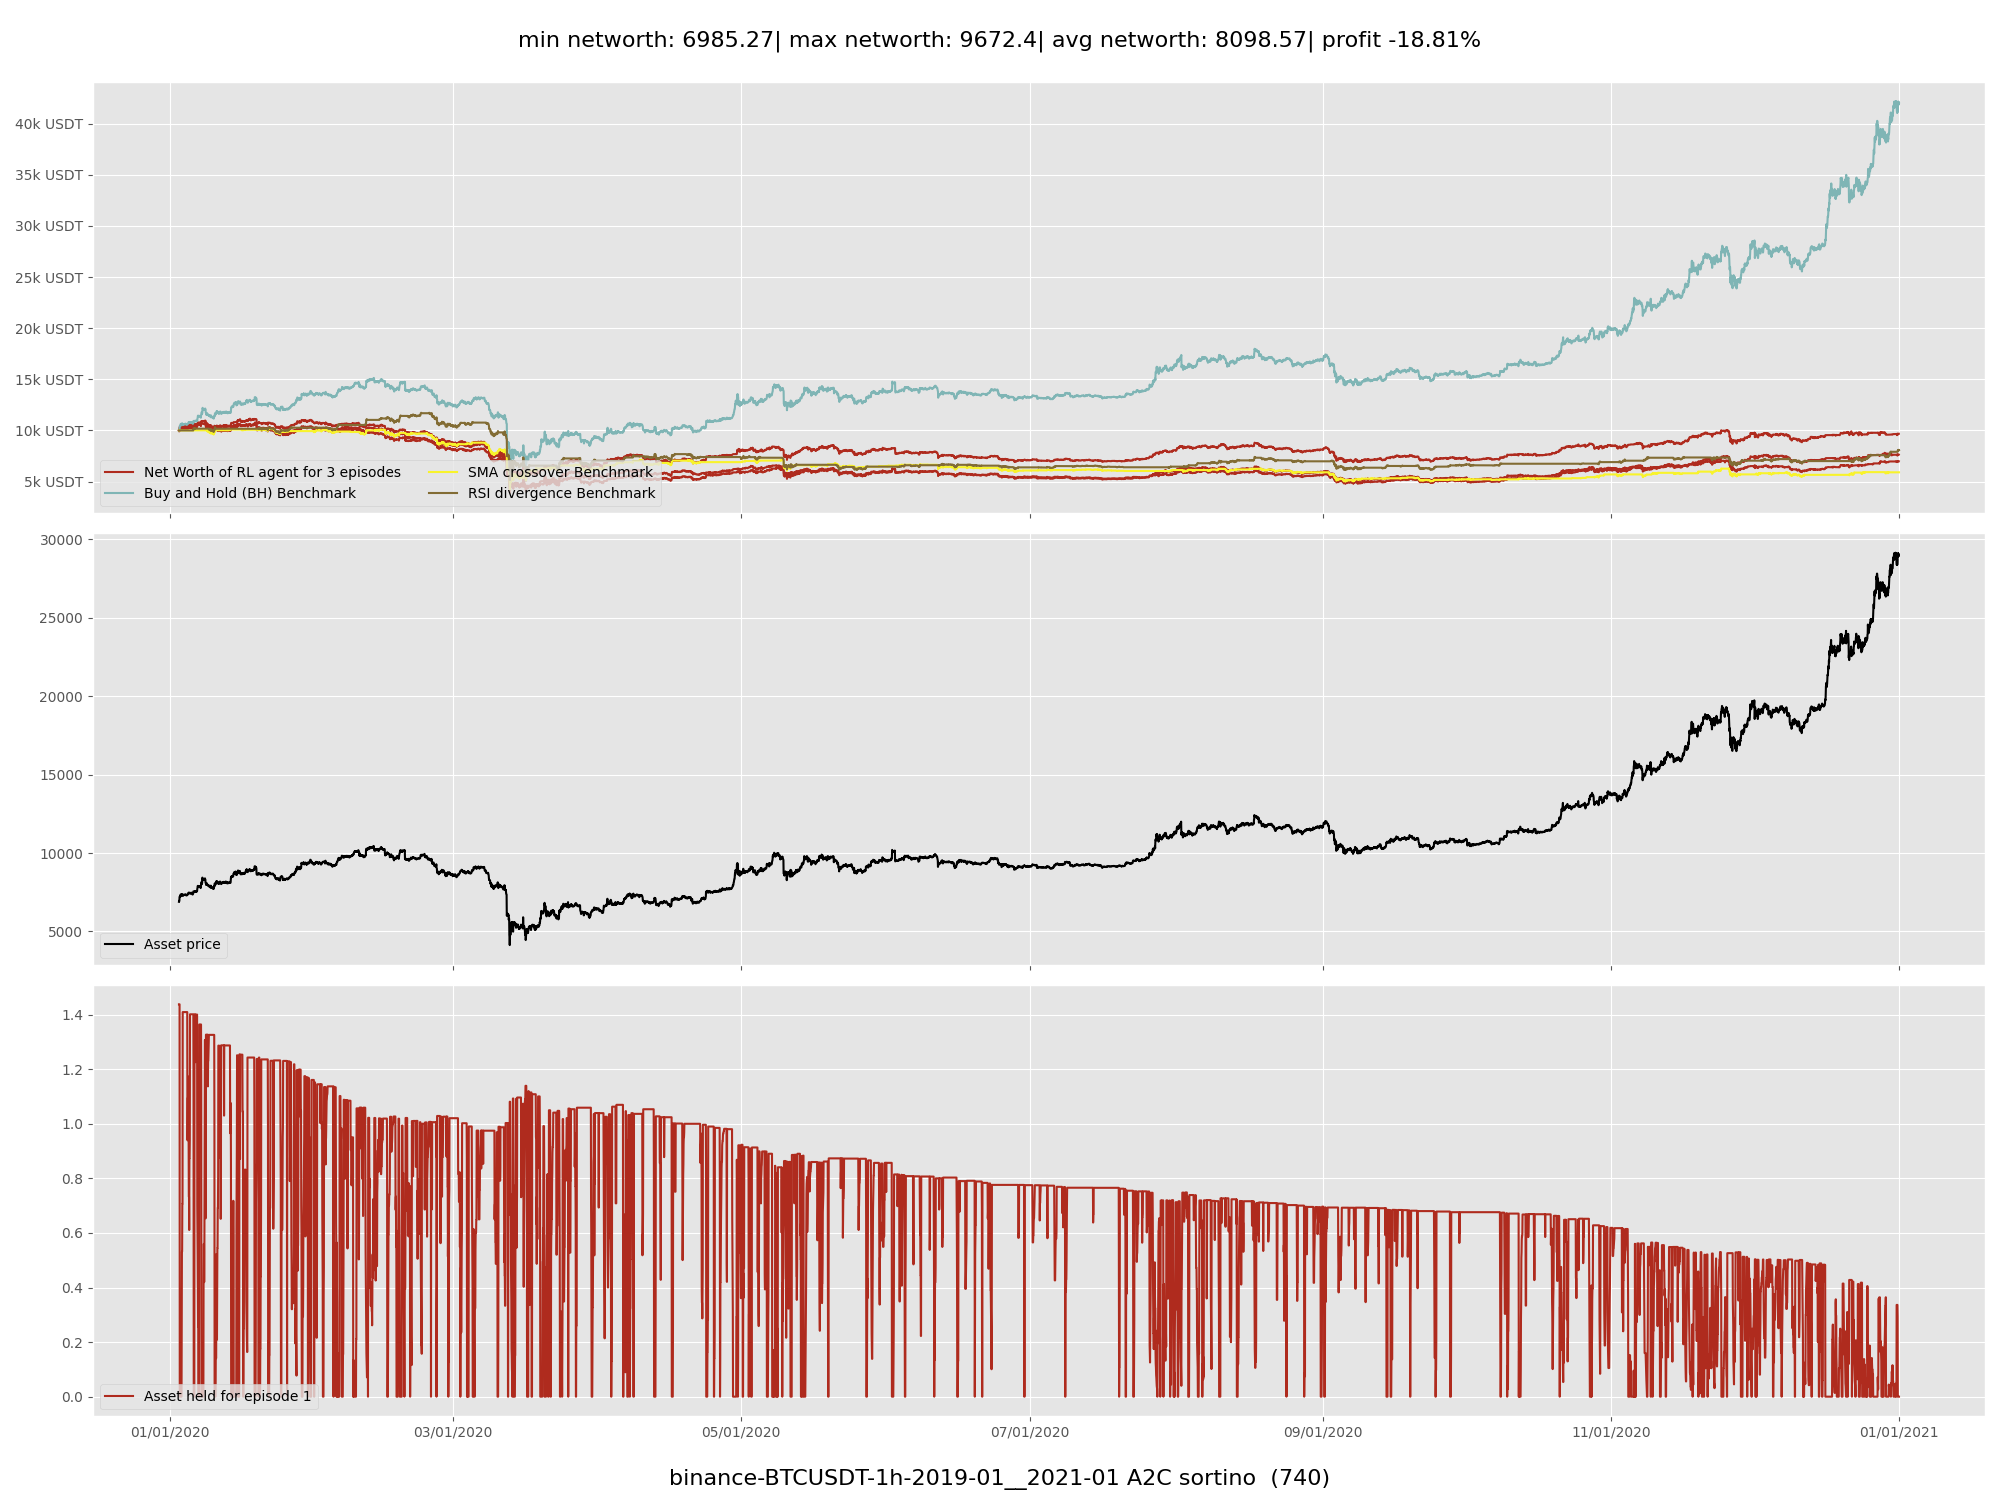 min networth: 6985.27| max networth: 9672.4| avg networth: 8098.57| profit -18.81%
40k USDT
35k USDT
30k USDT
25k USDT
20k USDT
15k USDT
10k USDT
5k USDT
Net Worth of RL agent for 3 episodes
SMA crossover Benchmark
Buy and Hold (BH) Benchmark
RSI divergence Benchmark
30000
25000
20000
15000
10000
5000
Asset price
1.4
1.2
1.0
0.8
0.6
0.4
0.2
0.0
Asset held for episode 1
01/01/2020 03/01/2020 05/01/2020 07/01/2020 09/01/2020 11/01/2020 01/01/2021
binance-BTCUSDT-1h-2019-01__2021-01 A2C sortino  (740)